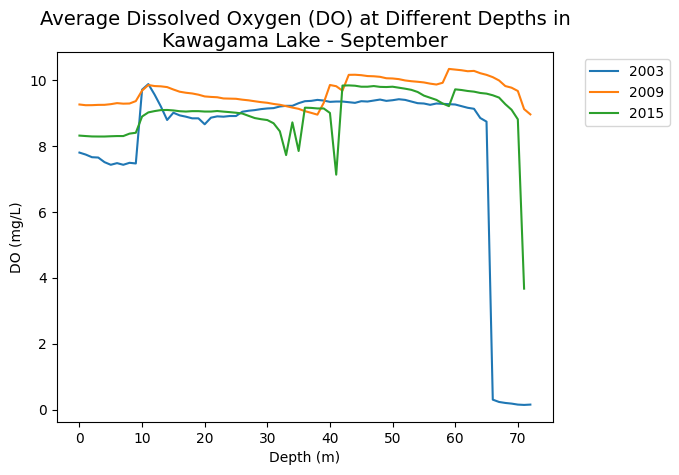 Average Dissolved Oxygen (DO) at Different Depths in
Kawagama Lake - September
2003
2009
2015
DO (mg/L)
10
8
6
4
2
0
0 10 20 30 40 50 60 70
Depth (m)